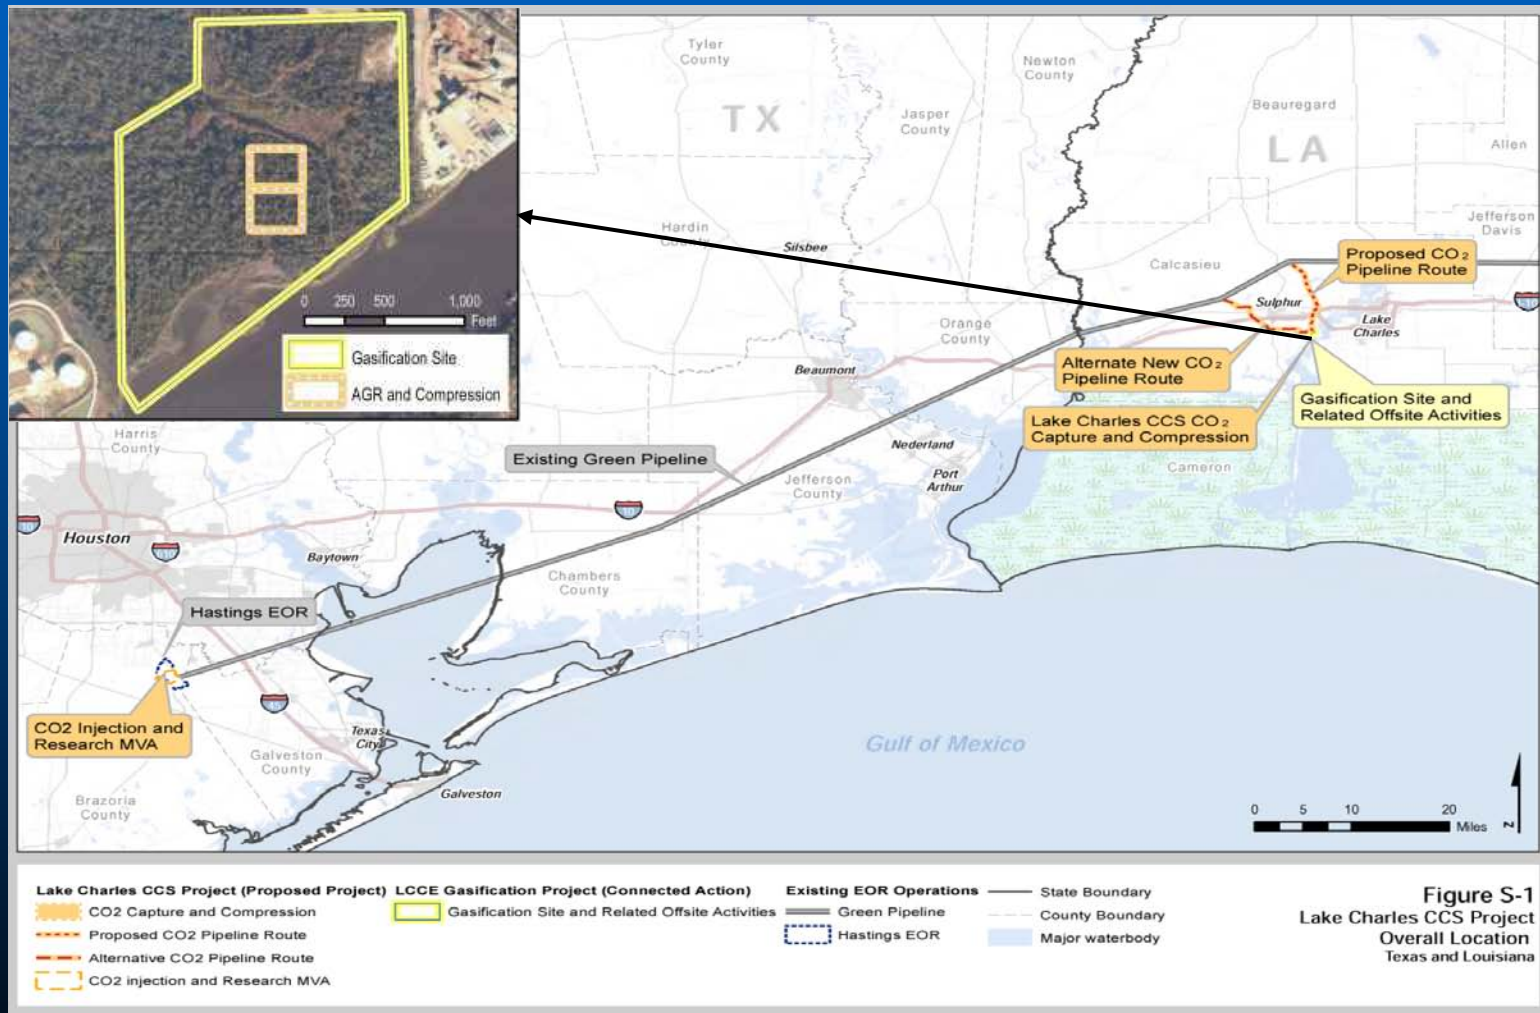 Tyler
County
Newton
County
TX
Jasper
County
Beauregard
LA
Allen
Jefferson
Davis
Hardin
County
Silsbee
Calcasieu
Proposed CO₂
Pipeline Route
Sulphur
10
Lake
Charles
Orange
County
Alternate New CO₂
Pipeline Route
Beaumont
Gasification Site and
Related Offsite Activities
Lake Charles CCS CO₂
Capture and Compression
0 250 500 1,000
Feet
Gasification Site
AGR and Compression
Harris
County
Existing Green Pipeline
Nederland
Port
Arthur
Cameron
Jefferson
County
10
10
Houston
10
Baytown
Chambers
County
Hastings EOR
45
CO2 Injection and
Research MVA
Texas
City
Galveston
County
Gulf of Mexico
Galveston
Brazoria
County
0 5 10 20
Miles
N
Lake Charles CCS Project (Proposed Project)
CO2 Capture and Compression
Proposed CO2 Pipeline Route
Alternative CO2 Pipeline Route
CO2 injection and Research MVA
LCCE Gasification Project (Connected Action)
Gasification Site and Related Offsite Activities
Existing EOR Operations
Green Pipeline
Hastings EOR
State Boundary
County Boundary
Major waterbody
Figure S-1
Lake Charles CCS Project
Overall Location
Texas and Louisiana